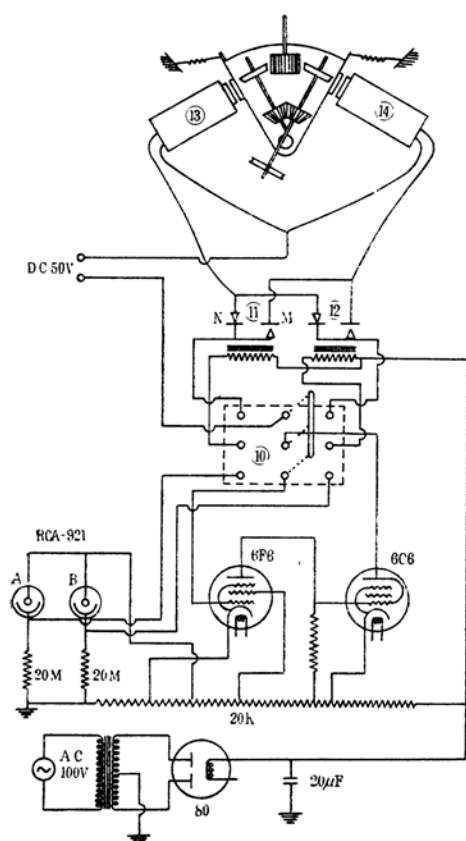 ⑬
⑭
DC 50V
N
⑪
M
⑫
⑩
RCA-921
A
B
6F6
6C6
20M
20M
20k
AC
100V
80
20μF